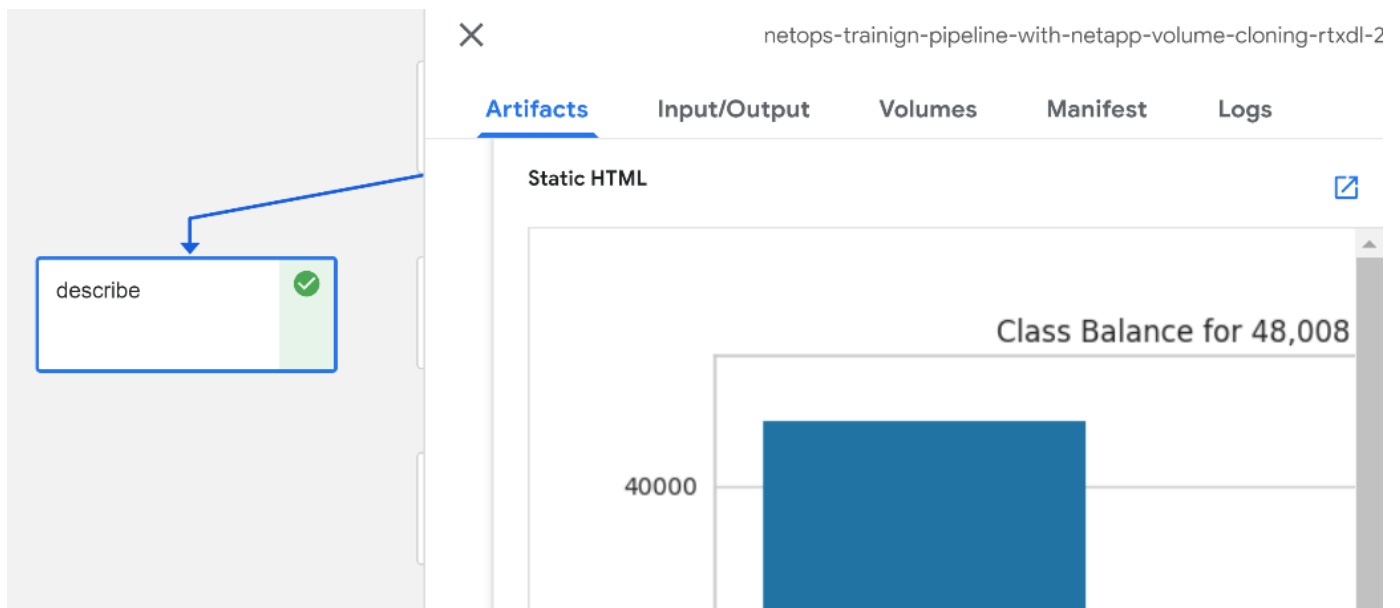 netops-trainign-pipeline-with-netapp-volume-cloning-rtxdl-2
Artifacts Input/Output Volumes Manifest Logs
Static HTML
describe
Class Balance for 48,008
40000